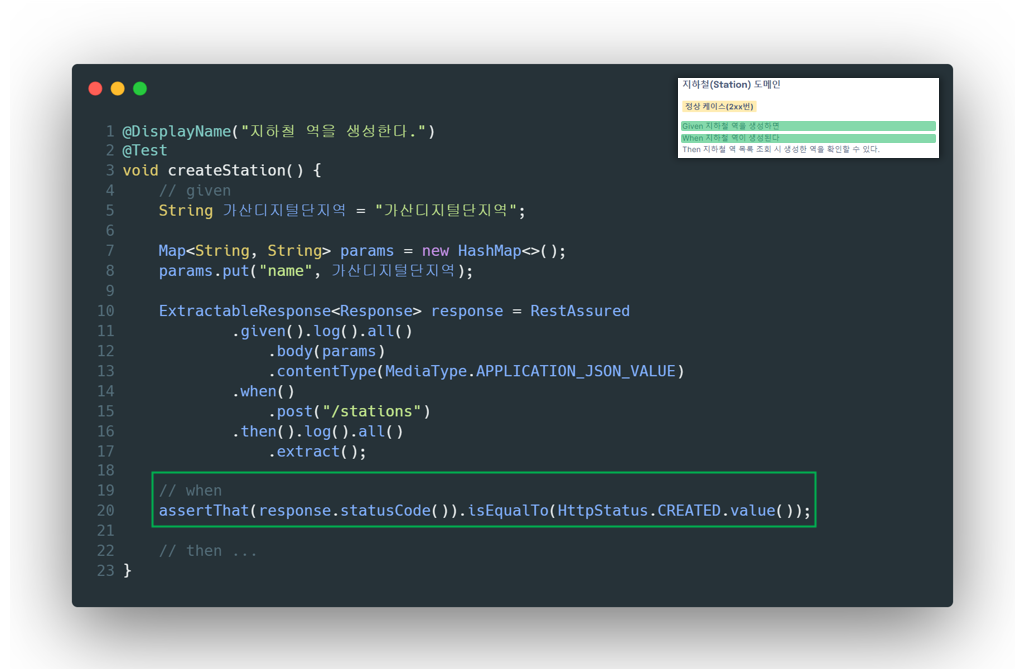 지하철(Station) 도메인
정상 케이스(2xx번)
Given 지하철 역을 생성하면
When 지하철 역이 생성된다
Then 지하철 역 목록 조회 시 생성한 역을 확인할 수 있다.
1 @DisplayName("지하철 역을 생성한다.")
2 @Test
3 void createStation() {
4     // given
5     String 가산디지털단지역 = "가산디지털단지역";
6
7     Map<String, String> params = new HashMap<>();
8     params.put("name", 가산디지털단지역);
9
10     ExtractableResponse<Response> response = RestAssured
11             .given().log().all()
12                 .body(params)
13                 .contentType(MediaType.APPLICATION_JSON_VALUE)
14             .when()
15                 .post("/stations")
16             .then().log().all()
17                 .extract();
18
19     // when
20     assertThat(response.statusCode()).isEqualTo(HttpStatus.CREATED.value());
21
22     // then ...
23 }